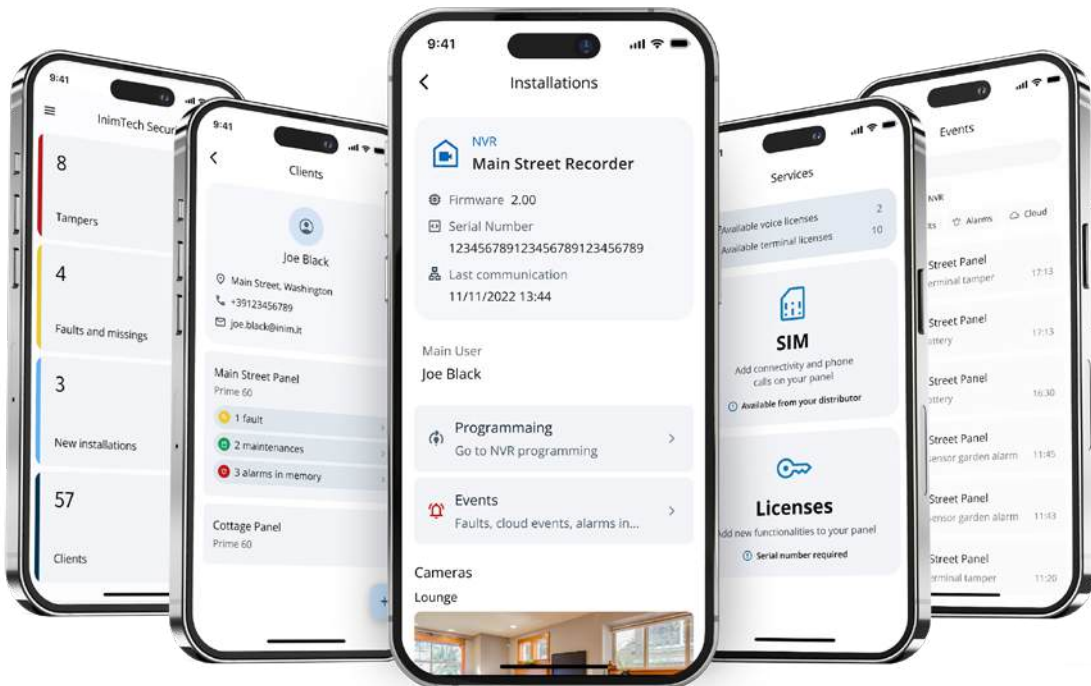 9:41
InimTech Secur
8
Tampers
4
Faults and missings
3
New installations
57
Clients
9:41
Clients
Joe Black
Main Street, Washington
+39123456789
joe.black@inim.it
Main Street Panel
Prime 60
1 fault
2 maintenances
3 alarms in memory
Cottage Panel
Prime 60
+
9:41
Installations
NVR
Main Street Recorder
Firmware 2.00
Serial Number
123456789123456789123456789
Last communication
11/11/2022 13:44
Main User
Joe Black
Programmaing
Go to NVR programming
Events
Faults, cloud events, alarms in...
Cameras
Lounge
Services
Available voice licenses 2
Available terminal licenses 10
SIM
Add connectivity and phone
calls on your panel
Available from your distributor
Licenses
Add new functionalities to your panel
Serial number required
Events
NVR
Alarms Cloud
Street Panel
erminal tamper 17:13
Street Panel
attery 17:13
Street Panel
attery 16:30
Street Panel
ensor garden alarm 11:45
Street Panel
ensor garden alarm 11:43
Street Panel
erminal tamper 11:20